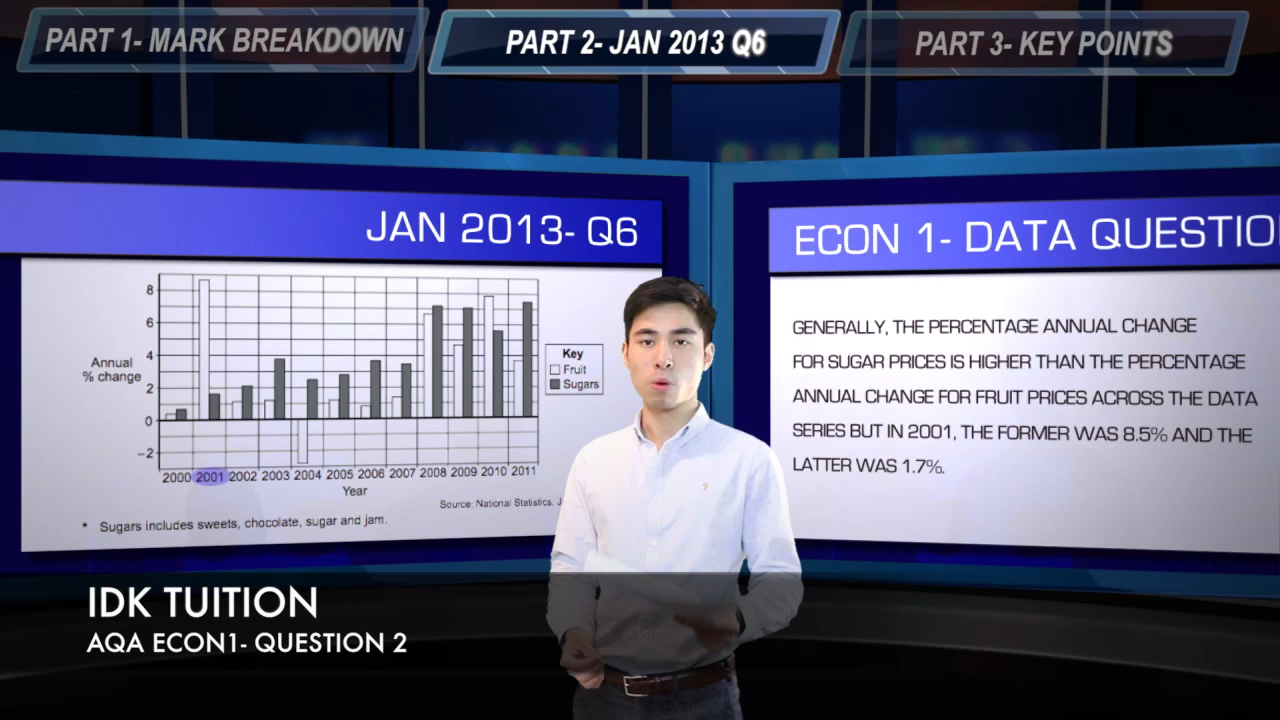 PART 1- MARK BREAKDOWN
PART 2- JAN 2013 Q6
PART 3- KEY POINTS
JAN 2013- Q6
8
6
4
2
0
−2
Annual
% change
Key
Fruit
Sugars
2000 2001 2002 2003 2004 2005 2006 2007 2008 2009 2010 2011
Year
Source: National Statistics,
* Sugars includes sweets, chocolate, sugar and jam.
ECON 1- DATA QUESTIO
GENERALLY, THE PERCENTAGE ANNUAL CHANGE
FOR SUGAR PRICES IS HIGHER THAN THE PERCENTAGE
ANNUAL CHANGE FOR FRUIT PRICES ACROSS THE DATA
SERIES BUT IN 2001, THE FORMER WAS 8.5% AND THE
LATTER WAS 1.7%.
IDK TUITION
AQA ECON1- QUESTION 2